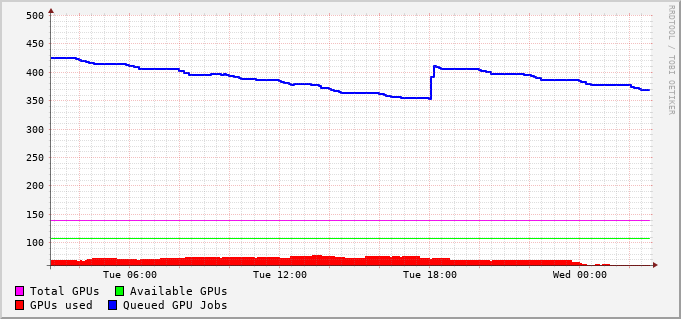 500
450
400
350
300
250
200
150
100
Tue 06:00
Tue 12:00
Tue 18:00
Wed 00:00
Total GPUs
Available GPUs
GPUs used
Queued GPU Jobs
RRDTOOL / TOBI OETIKER